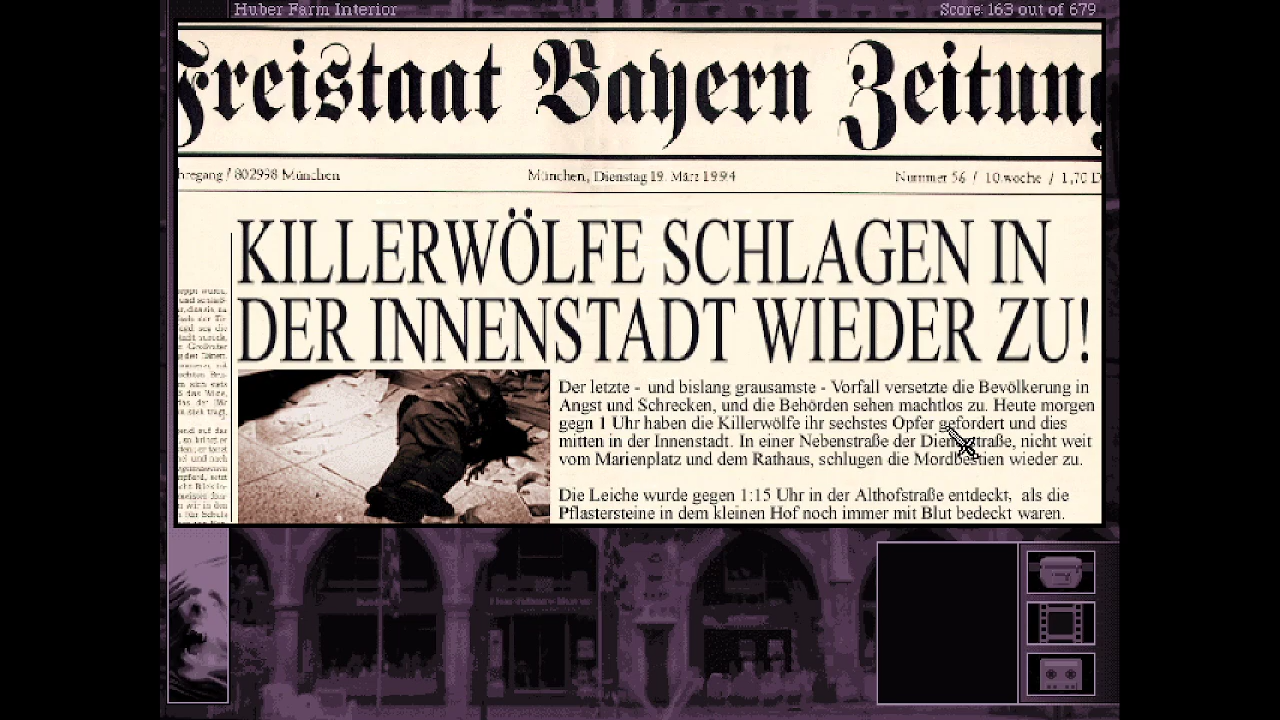 Huber Farm Interior
Score: 163 out of 679
Freistaat Bayern Zeitung
hregang / 802998 München
München, Dienstag 19. März 1994
Nummer 56 / 10.woche / 1,70 D
KILLERWÖLFE SCHLAGEN IN
DER INNENSTADT WIEDER ZU!
Der letzte - und bislang grausamste - Vorfall versetzte die Bevölkerung in
Angst und Schrecken, und die Behörden sehen machtlos zu. Heute morgen
gegn 1 Uhr haben die Killerwölfe ihr sechstes Opfer gefordert und dies
mitten in der Innenstadt. In einer Nebenstraße der Dienerstraße, nicht weit
vom Marienplatz und dem Rathaus, schlugen die Mordbestien wieder zu.
Die Leiche wurde gegen 1:15 Uhr in der Althofstraße entdeckt, als die
Pflastersteine in dem kleinen Hof noch immer mit Blut bedeckt waren.